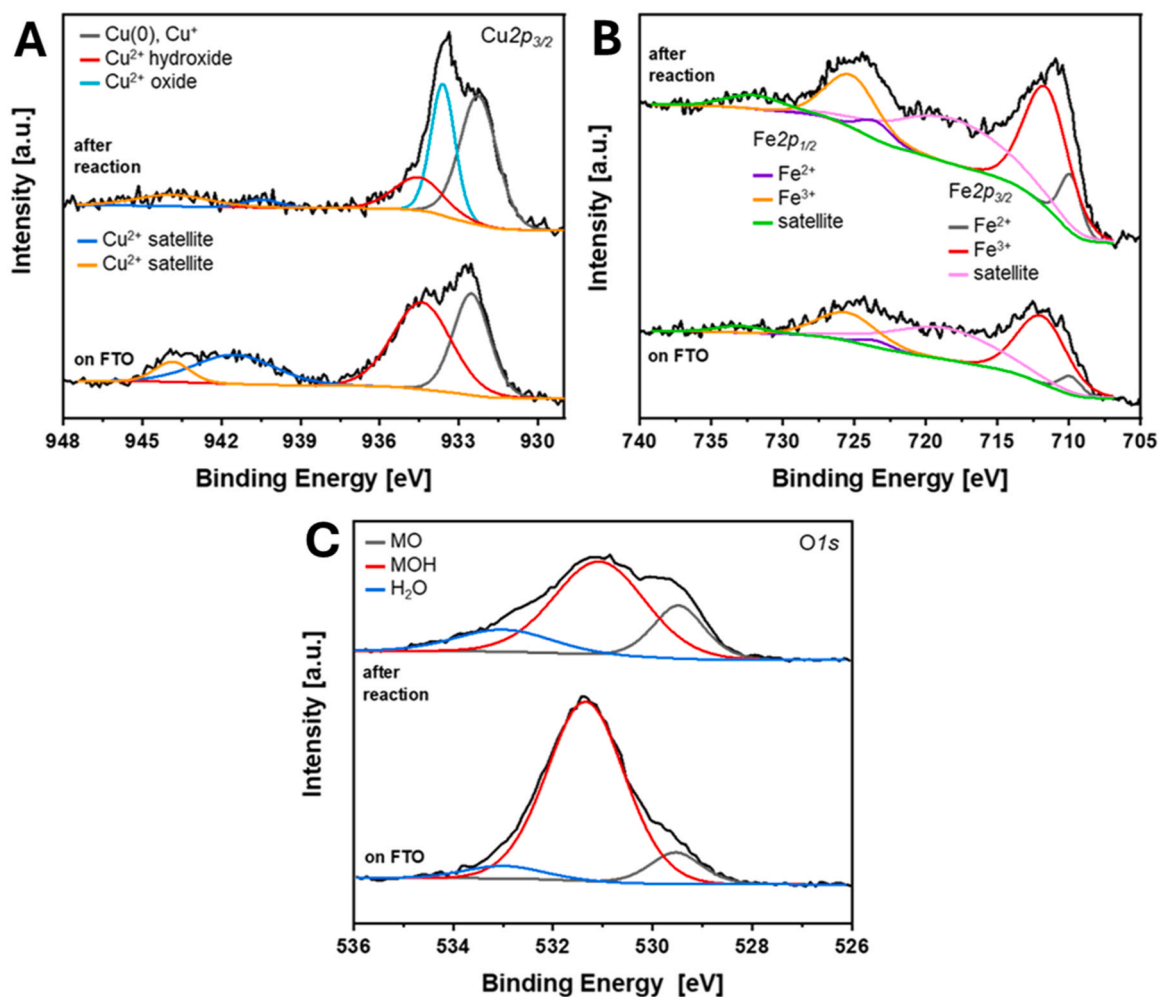 A
Cu(0), Cu⁺
Cu²⁺ hydroxide
Cu²⁺ oxide
Cu2p₃/₂
after
reaction
Cu²⁺ satellite
Cu²⁺ satellite
on FTO
Intensity [a.u.]
948 945 942 939 936 933 930
Binding Energy [eV]
B
after
reaction
Fe2p₁/₂
Fe²⁺
Fe³⁺
satellite
Fe2p₃/₂
Fe²⁺
Fe³⁺
satellite
on FTO
Intensity [a.u.]
740 735 730 725 720 715 710 705
Binding Energy [eV]
C
MO
MOH
H₂O
O1s
after
reaction
on FTO
Intensity [a.u.]
536 534 532 530 528 526
Binding Energy [eV]